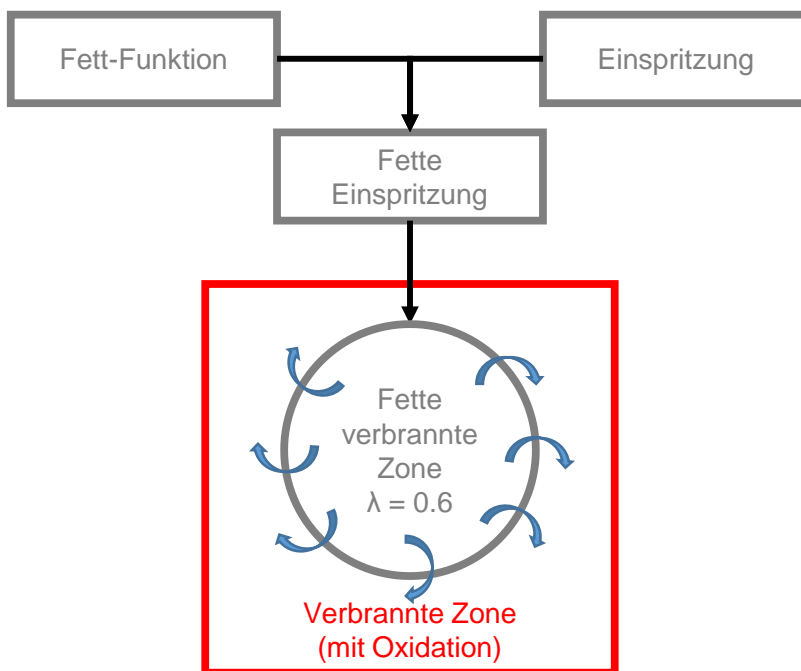 Fett-Funktion
Einspritzung
Fette
Einspritzung
Fette
verbrannte
Zone
λ = 0.6
Verbrannte Zone
(mit Oxidation)